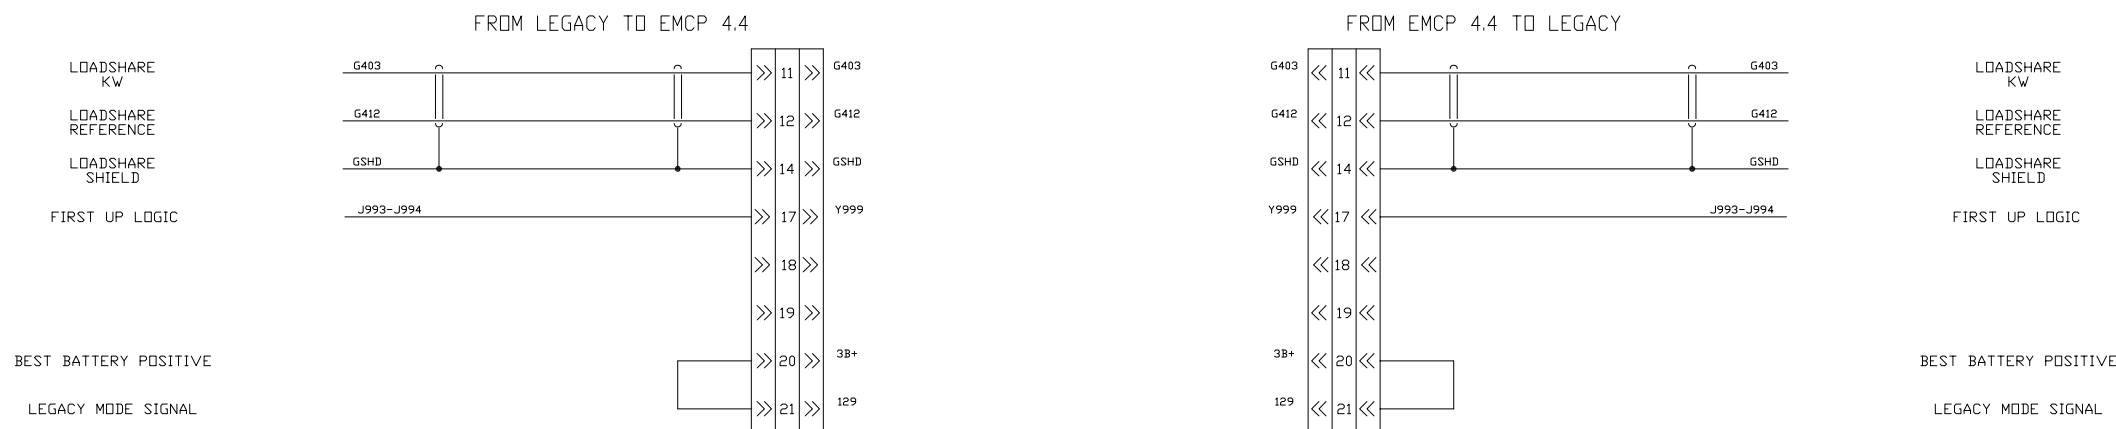 FROM LEGACY TO EMCP 4.4
FROM EMCP 4.4 TO LEGACY
LOADSHARE
KW
G403
11
G403
G403
11
G403
LOADSHARE
KW
LOADSHARE
REFERENCE
G412
12
G412
G412
12
G412
LOADSHARE
REFERENCE
LOADSHARE
SHIELD
GSHD
14
GSHD
GSHD
14
GSHD
LOADSHARE
SHIELD
FIRST UP LOGIC
J993-J994
17
Y999
Y999
17
J993-J994
FIRST UP LOGIC
18
18
19
19
BEST BATTERY POSITIVE
20
3B+
3B+
20
BEST BATTERY POSITIVE
LEGACY MODE SIGNAL
21
129
129
21
LEGACY MODE SIGNAL